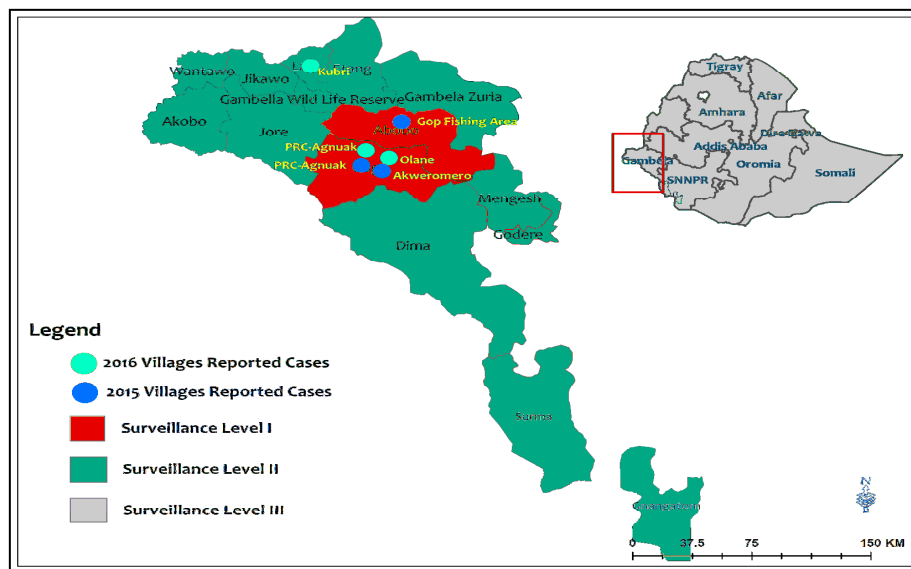 Wantawo
Jikawo
Kubri
Gambella Wild Life Reserve
Gambela Zuria
Akobo
Jore
Gop Fishing Area
PRC-Agnuak
Olane
PRC-Agnuak
Akweromero
Mengesh
Godere
Dima
Surma
Tigray
Afar
Amhara
Addis Ababa
Gambela
Oromia
SNNPR
Somali
Legend
2016 Villages Reported Cases
2015 Villages Reported Cases
Surveillance Level I
Surveillance Level II
Surveillance Level III
N
0 37.5 75 150 KM